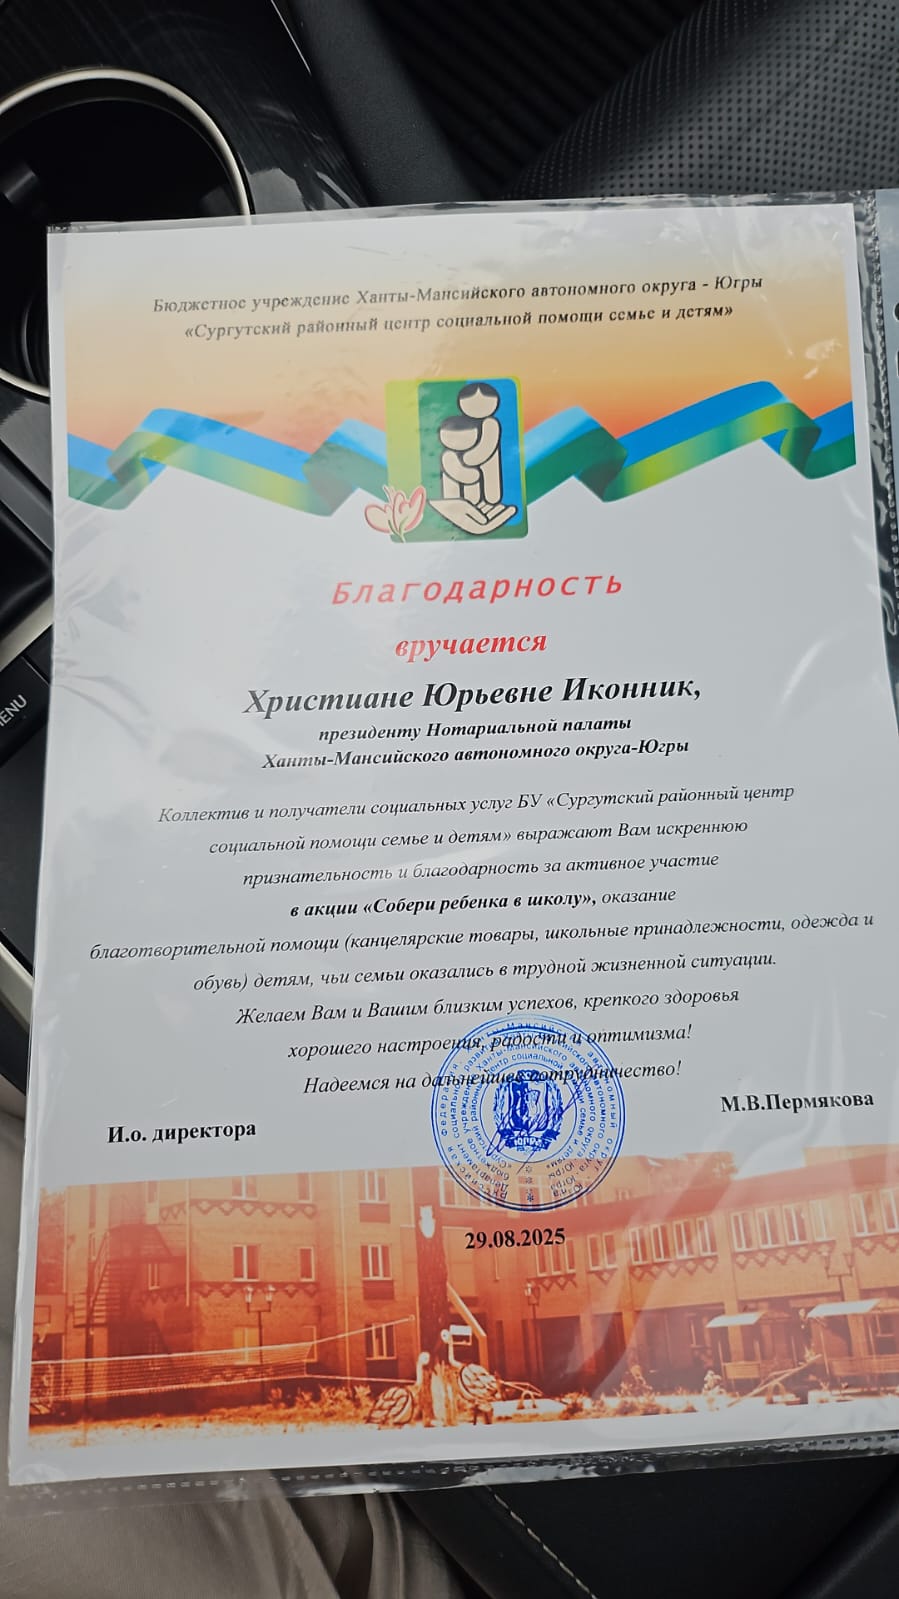 Бюджетное учреждение Ханты-Мансийского автономного округа - Югры
«Сургутский районный центр социальной помощи семье и детям»
Благодарность
вручается
Христиане Юрьевне Иконник,
президенту Нотариальной палаты
Ханты-Мансийского автономного округа-Югры
Коллектив и получатели социальных услуг БУ «Сургутский районный центр
социальной помощи семье и детям» выражают Вам искреннюю
признательность и благодарность за активное участие
в акции «Собери ребенка в школу», оказание
благотворительной помощи (канцелярские товары, школьные принадлежности, одежда и
обувь) детям, чьи семьи оказались в трудной жизненной ситуации.
Желаем Вам и Вашим близким успехов, крепкого здоровья
хорошего настроения, радости и оптимизма!
Надеемся на дальнейшее сотрудничество!
И.о. директора
М.В.Пермякова
29.08.2025
MENU